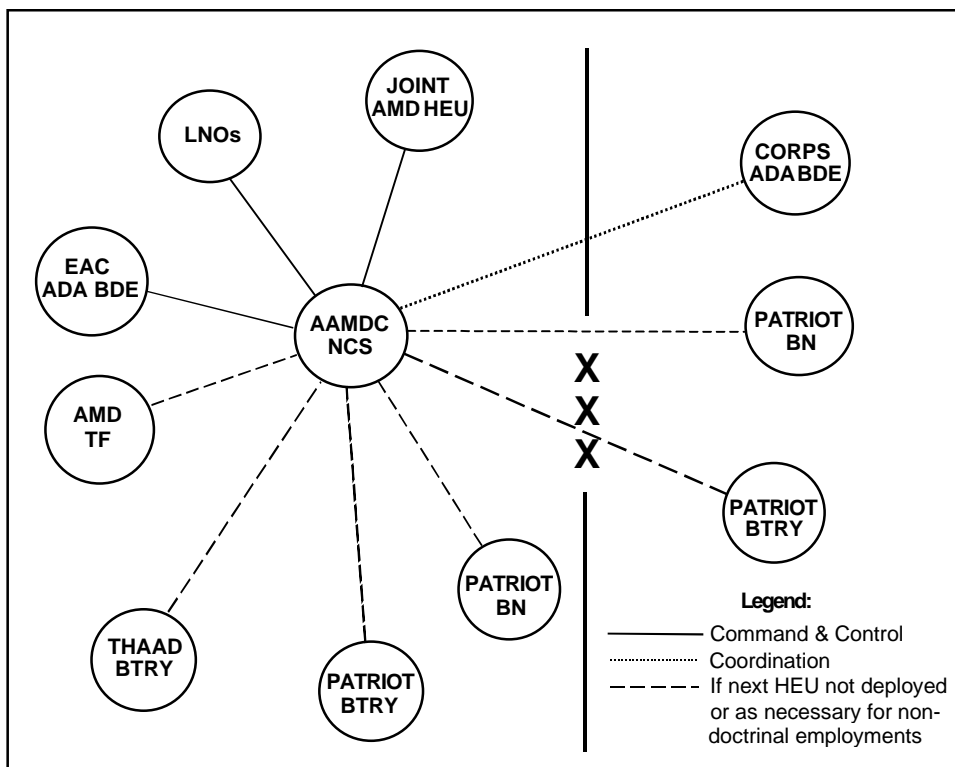 JOINT
AMD HEU
LNOs
CORPS
ADA BDE
EAC
ADA BDE
AAMDC
NCS
PATRIOT
BN
X
X
X
AMD
TF
PATRIOT
BTRY
PATRIOT
BN
THAAD
BTRY
PATRIOT
BTRY
Legend:
Command & Control
Coordination
If next HEU not deployed
or as necessary for non-
doctrinal employments